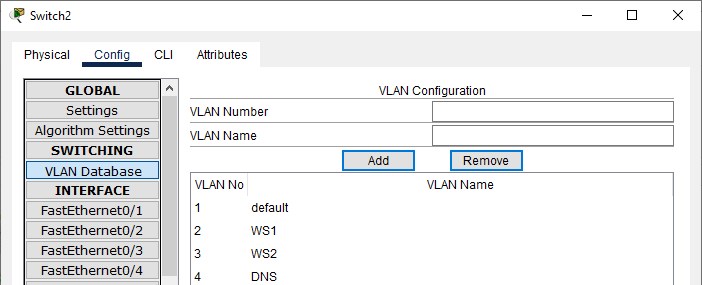 Switch2
Physical Config CLI Attributes
GLOBAL
Settings
Algorithm Settings
SWITCHING
VLAN Database
INTERFACE
FastEthernet0/1
FastEthernet0/2
FastEthernet0/3
FastEthernet0/4
VLAN Configuration
VLAN Number
VLAN Name
Add Remove
VLAN No VLAN Name
1 default
2 WS1
3 WS2
4 DNS